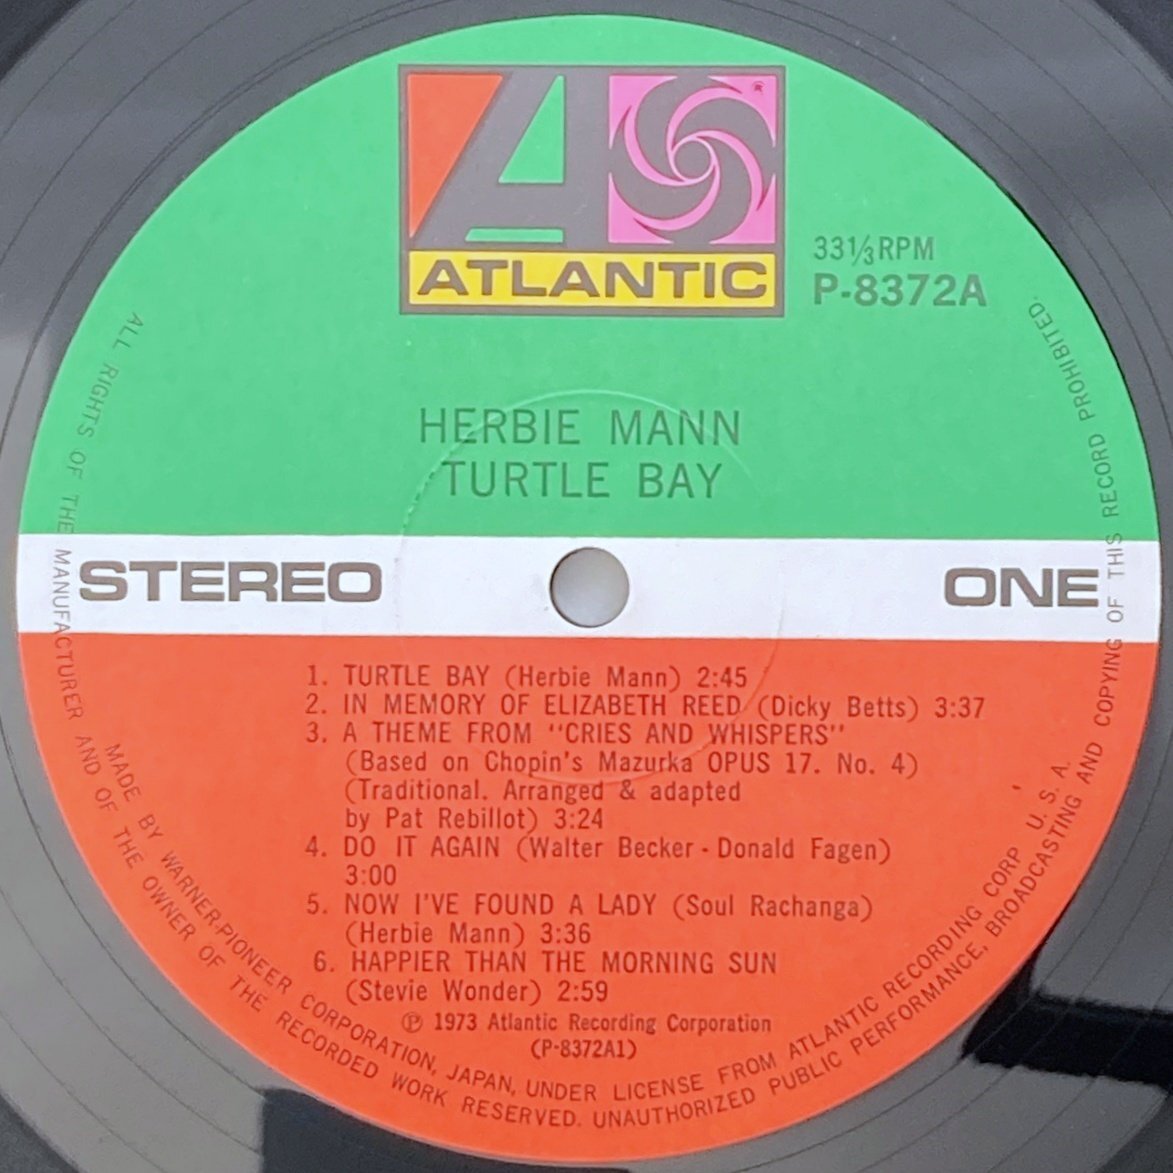 ATLANTIC
®
33⅓RPM
P-8372A
HERBIE MANN
TURTLE BAY
STEREO
ONE
1. TURTLE BAY (Herbie Mann) 2:45
2. IN MEMORY OF ELIZABETH REED (Dicky Betts) 3:37
3. A THEME FROM "CRIES AND WHISPERS"
(Based on Chopin's Mazurka OPUS 17. No. 4)
(Traditional. Arranged & adapted
by Pat Rebillot) 3:24
4. DO IT AGAIN (Walter Becker - Donald Fagen)
3:00
5. NOW I'VE FOUND A LADY (Soul Rachanga)
(Herbie Mann) 3:36
6. HAPPIER THAN THE MORNING SUN
(Stevie Wonder) 2:59
℗ 1973 Atlantic Recording Corporation
(P-8372A1)
MADE BY WARNER-PIONEER CORPORATION, JAPAN, UNDER LICENSE FROM ATLANTIC RECORDING CORP ' U. S. A.
ALL RIGHTS OF THE MANUFACTURER AND OF THE OWNER OF THE RECORDED WORK RESERVED. UNAUTHORIZED PUBLIC PERFORMANCE, BROADCASTING AND COPYING OF THIS RECORD PROHIBITED.